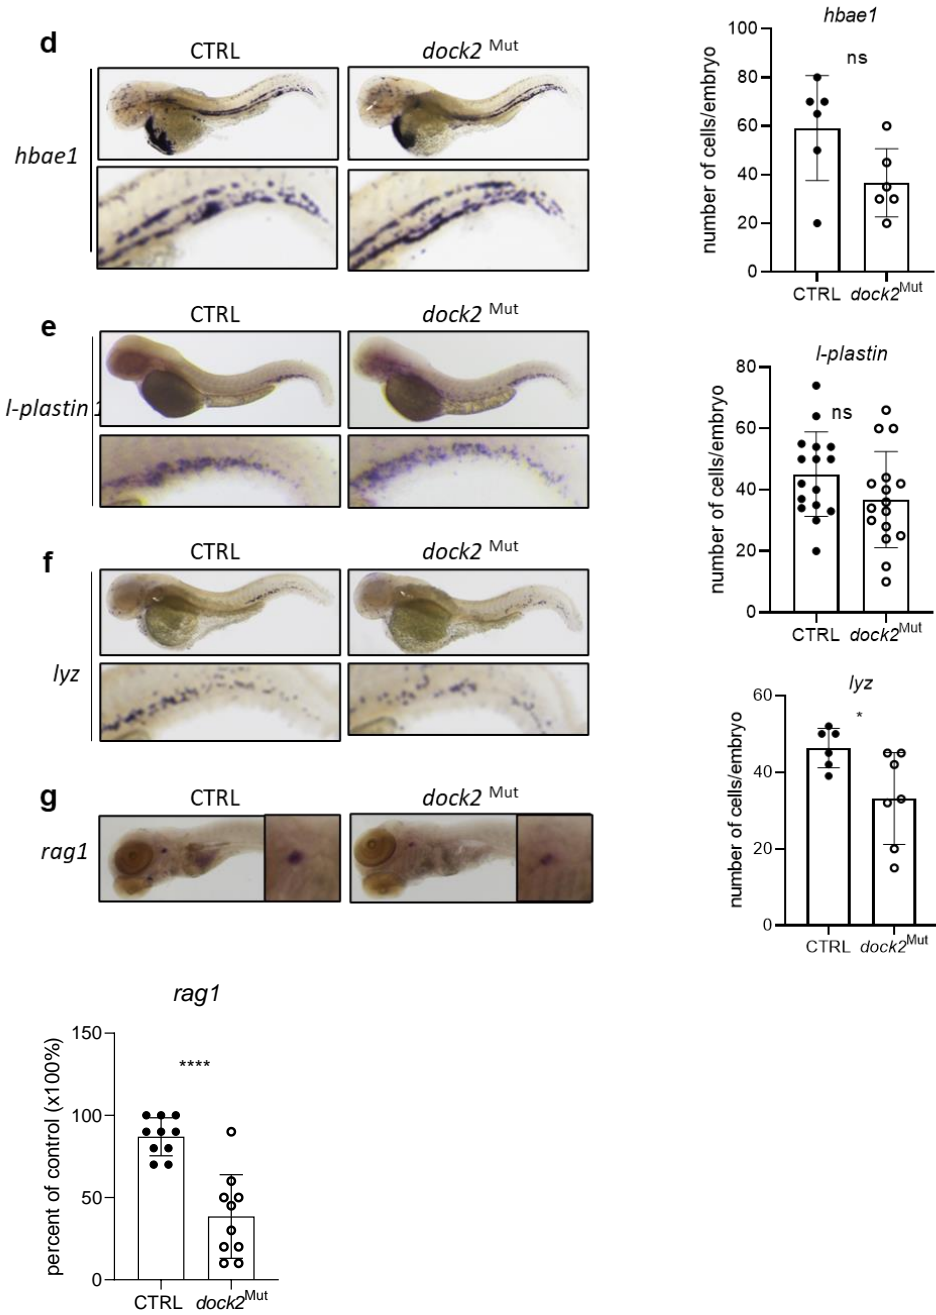 d
CTRL
dock2 Mut
hbae1
hbae1
100
80
60
40
20
0
number of cells/embryo
ns
CTRL dock2Mut
e
CTRL
dock2 Mut
l-plastin 1
l-plastin
80
60
40
20
0
number of cells/embryo
ns
CTRL dock2Mut
f
CTRL
dock2 Mut
lyz
lyz
60
40
20
0
number of cells/embryo
*
CTRL dock2Mut
g
CTRL
dock2 Mut
rag1
rag1
150
100
50
0
percent of control (x100%)
****
CTRL dock2Mut